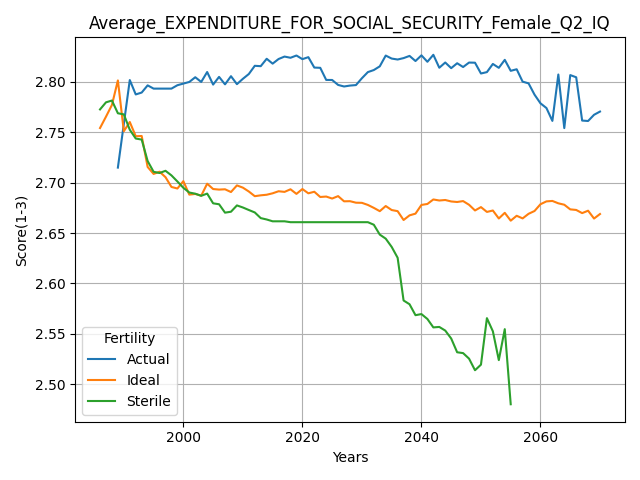 Average_EXPENDITURE_FOR_SOCIAL_SECURITY_Female_Q2_IQ
Score(1-3)
2.80
2.75
2.70
2.65
2.60
2.55
2.50
Fertility
Actual
Ideal
Sterile
2000
2020
2040
2060
Years